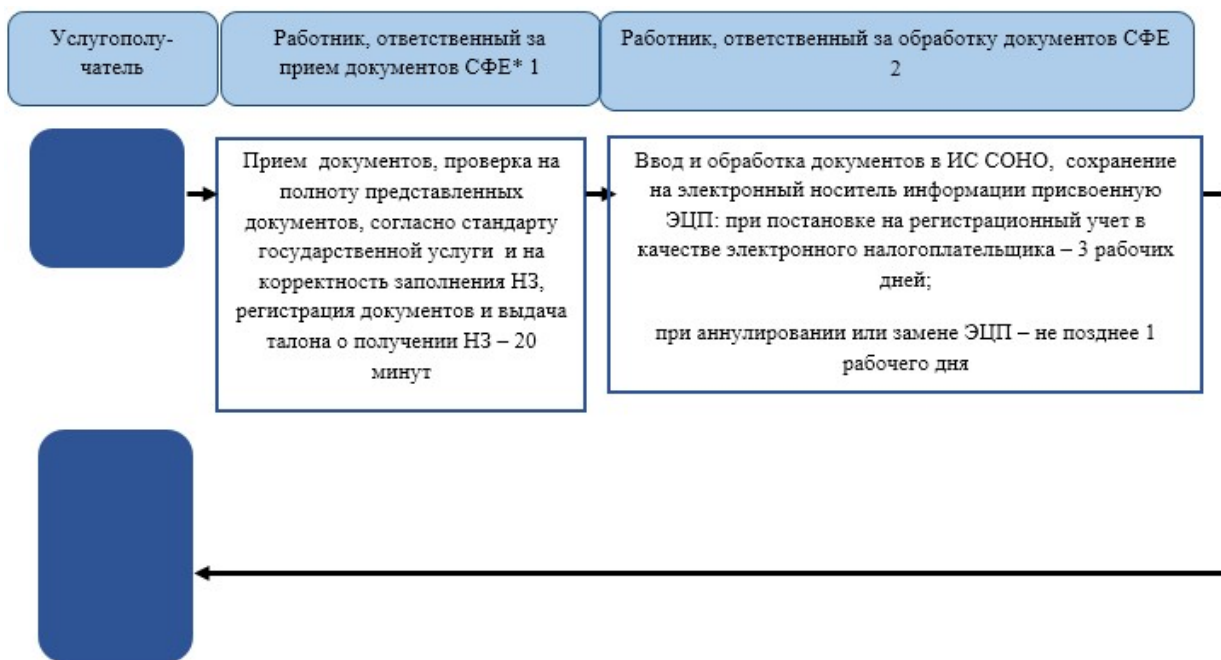 Услугополу-
чатель
Работник, ответственный за
прием документов СФЕ* 1
Работник, ответственный за обработку документов СФЕ
2
Прием  документов, проверка на
полноту представленных
документов, согласно стандарту
государственной услуги  и на
корректность заполнения НЗ,
регистрация документов и выдача
талона о получении НЗ – 20
минут
Ввод и обработка документов в ИС СОНО,  сохранение
на электронный носитель информации присвоенную
ЭЦП: при постановке на регистрационный учет в
качестве электронного налогоплательщика – 3 рабочих
дней;
при аннулировании или замене ЭЦП – не позднее 1
рабочего дня